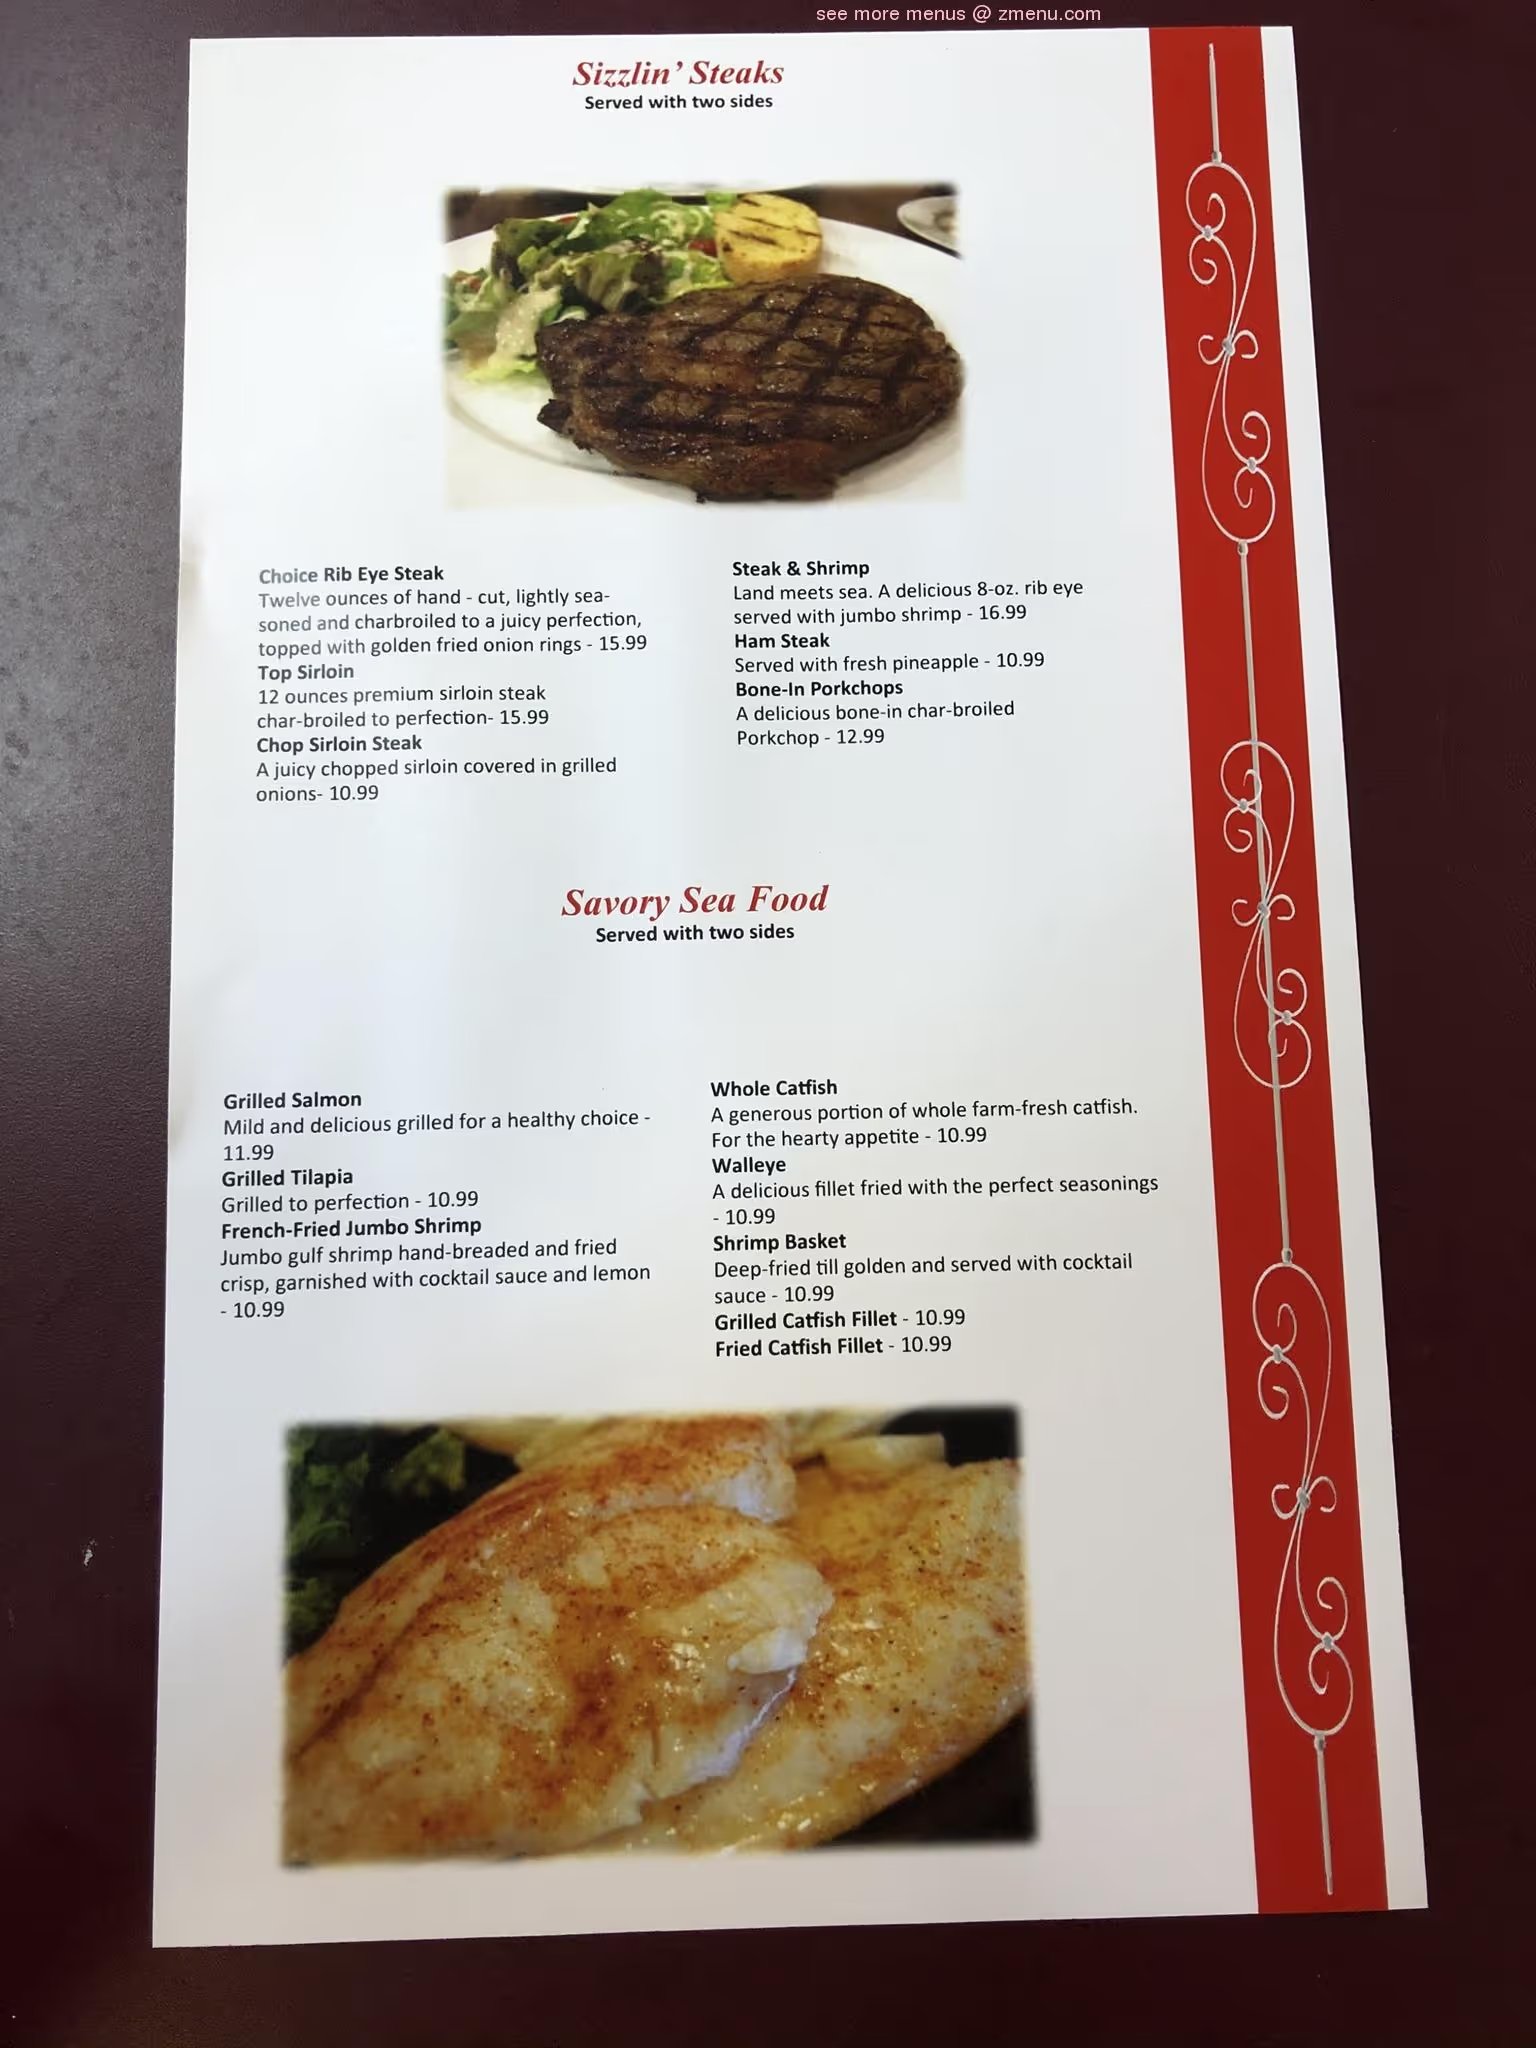 see more menus @ zmenu.com
Sizzlin' Steaks
Served with two sides
Choice Rib Eye Steak
Twelve ounces of hand - cut, lightly sea-
soned and charbroiled to a juicy perfection,
topped with golden fried onion rings - 15.99
Top Sirloin
12 ounces premium sirloin steak
char-broiled to perfection- 15.99
Chop Sirloin Steak
A juicy chopped sirloin covered in grilled
onions- 10.99
Steak & Shrimp
Land meets sea. A delicious 8-oz. rib eye
served with jumbo shrimp - 16.99
Ham Steak
Served with fresh pineapple - 10.99
Bone-In Porkchops
A delicious bone-in char-broiled
Porkchop - 12.99
Savory Sea Food
Served with two sides
Grilled Salmon
Mild and delicious grilled for a healthy choice -
11.99
Grilled Tilapia
Grilled to perfection - 10.99
French-Fried Jumbo Shrimp
Jumbo gulf shrimp hand-breaded and fried
crisp, garnished with cocktail sauce and lemon
- 10.99
Whole Catfish
A generous portion of whole farm-fresh catfish.
For the hearty appetite - 10.99
Walleye
A delicious fillet fried with the perfect seasonings
- 10.99
Shrimp Basket
Deep-fried till golden and served with cocktail
sauce - 10.99
Grilled Catfish Fillet - 10.99
Fried Catfish Fillet - 10.99